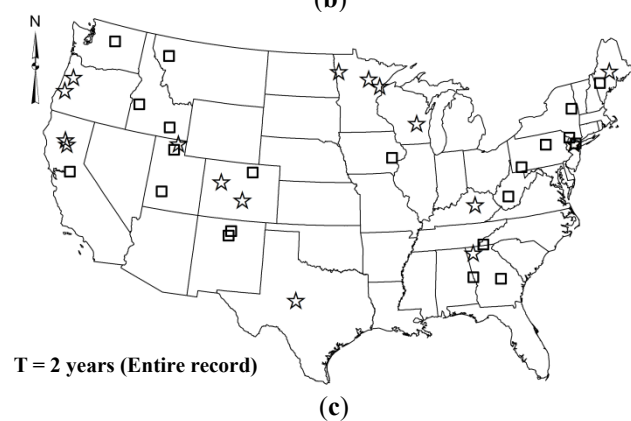 (b)
N
T = 2 years (Entire record)
(c)